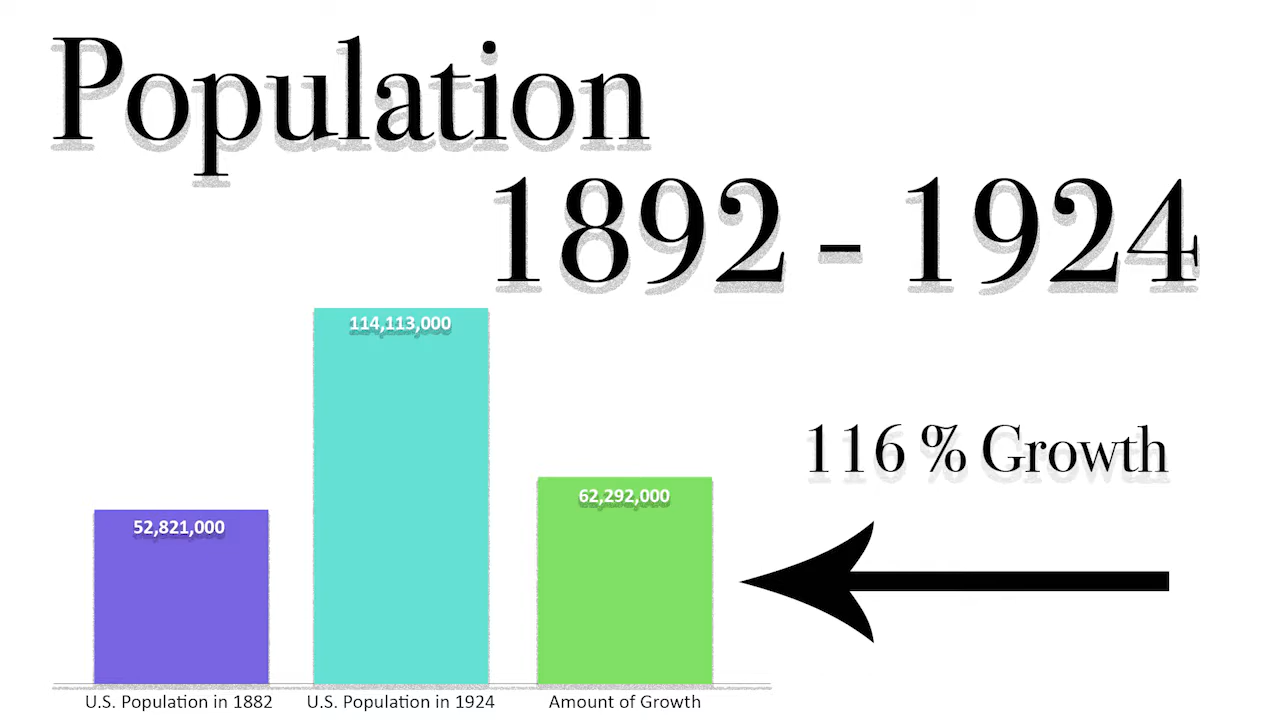 Population
1892 - 1924
114,113,000
116 % Growth
62,292,000
52,821,000
U.S. Population in 1882
U.S. Population in 1924
Amount of Growth